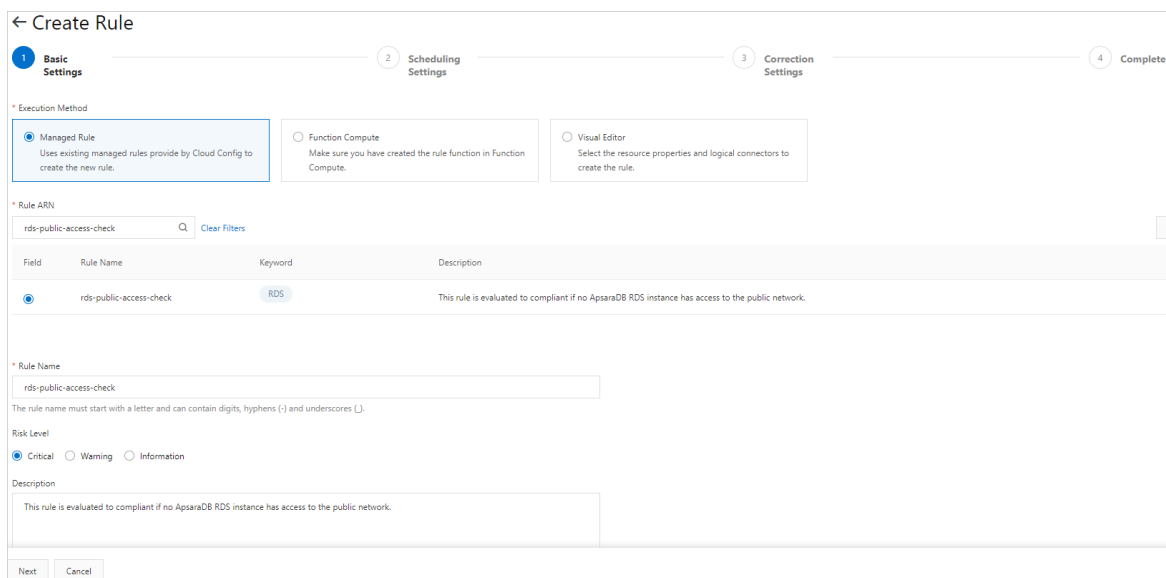 ← Create Rule
1 Basic Settings
2 Scheduling Settings
3 Correction Settings
4 Complete
* Execution Method
Managed Rule
Uses existing managed rules provide by Cloud Config to
create the new rule.
Function Compute
Make sure you have created the rule function in Function
Compute.
Visual Editor
Select the resource properties and logical connectors to
create the rule.
* Rule ARN
rds-public-access-check
Clear Filters
Field Rule Name Keyword Description
rds-public-access-check RDS This rule is evaluated to compliant if no ApsaraDB RDS instance has access to the public network.
* Rule Name
rds-public-access-check
The rule name must start with a letter and can contain digits, hyphens (-) and underscores (_).
Risk Level
Critical Warning Information
Description
This rule is evaluated to compliant if no ApsaraDB RDS instance has access to the public network.
Next Cancel